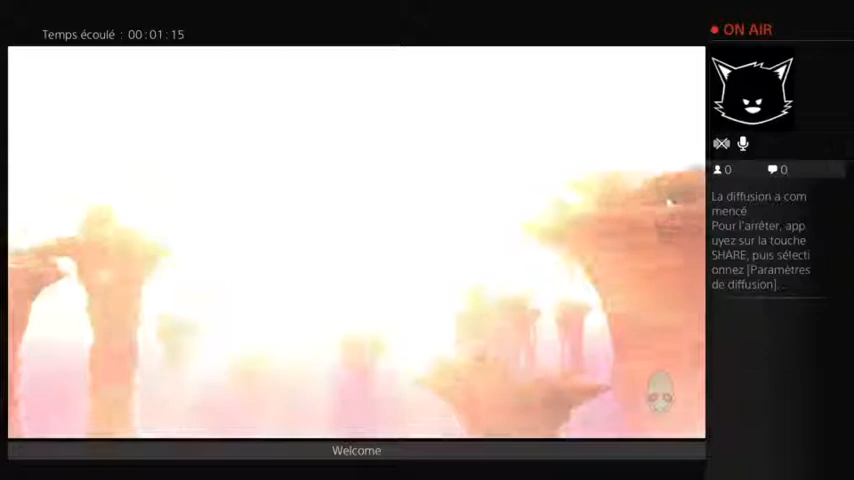 Temps écoulé : 00:01:15
ON AIR
0 0
La diffusion a com
mencé
Pour l'arrêter, app
uyez sur la touche
SHARE, puis sélecti
onnez [Paramètres
de diffusion].
Welcome